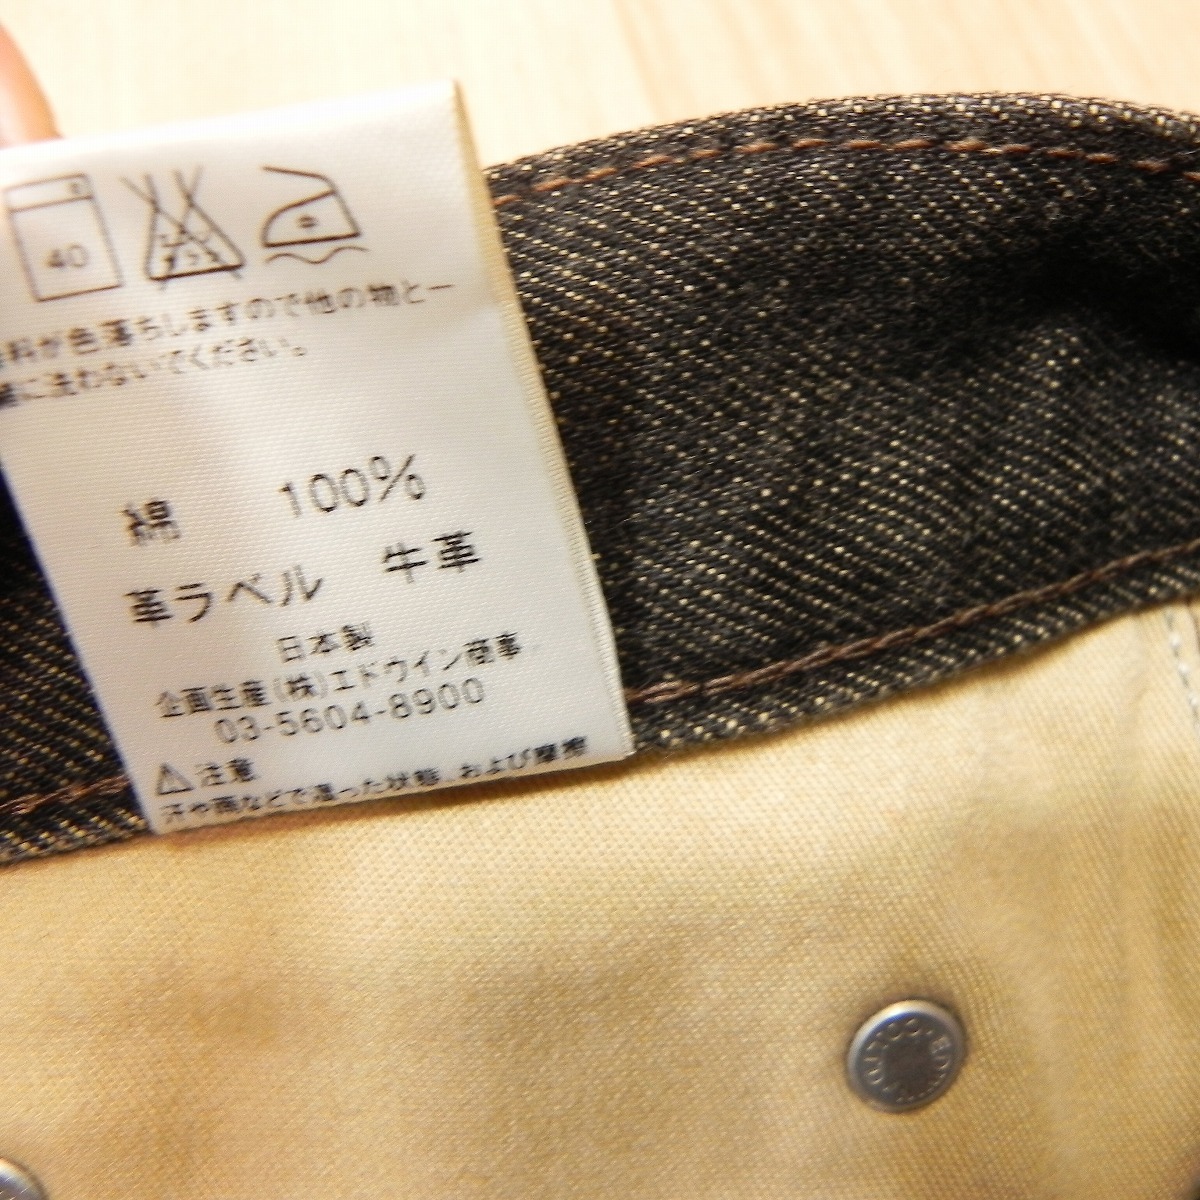 40
料が色落ちしますので他の物と一
緒に洗わないでください。
綿 100%
革ラベル 牛革
日本製
企画生産(株)エドウイン商事
03-5604-8900
注意
汗や雨などで湿った状態、および摩擦